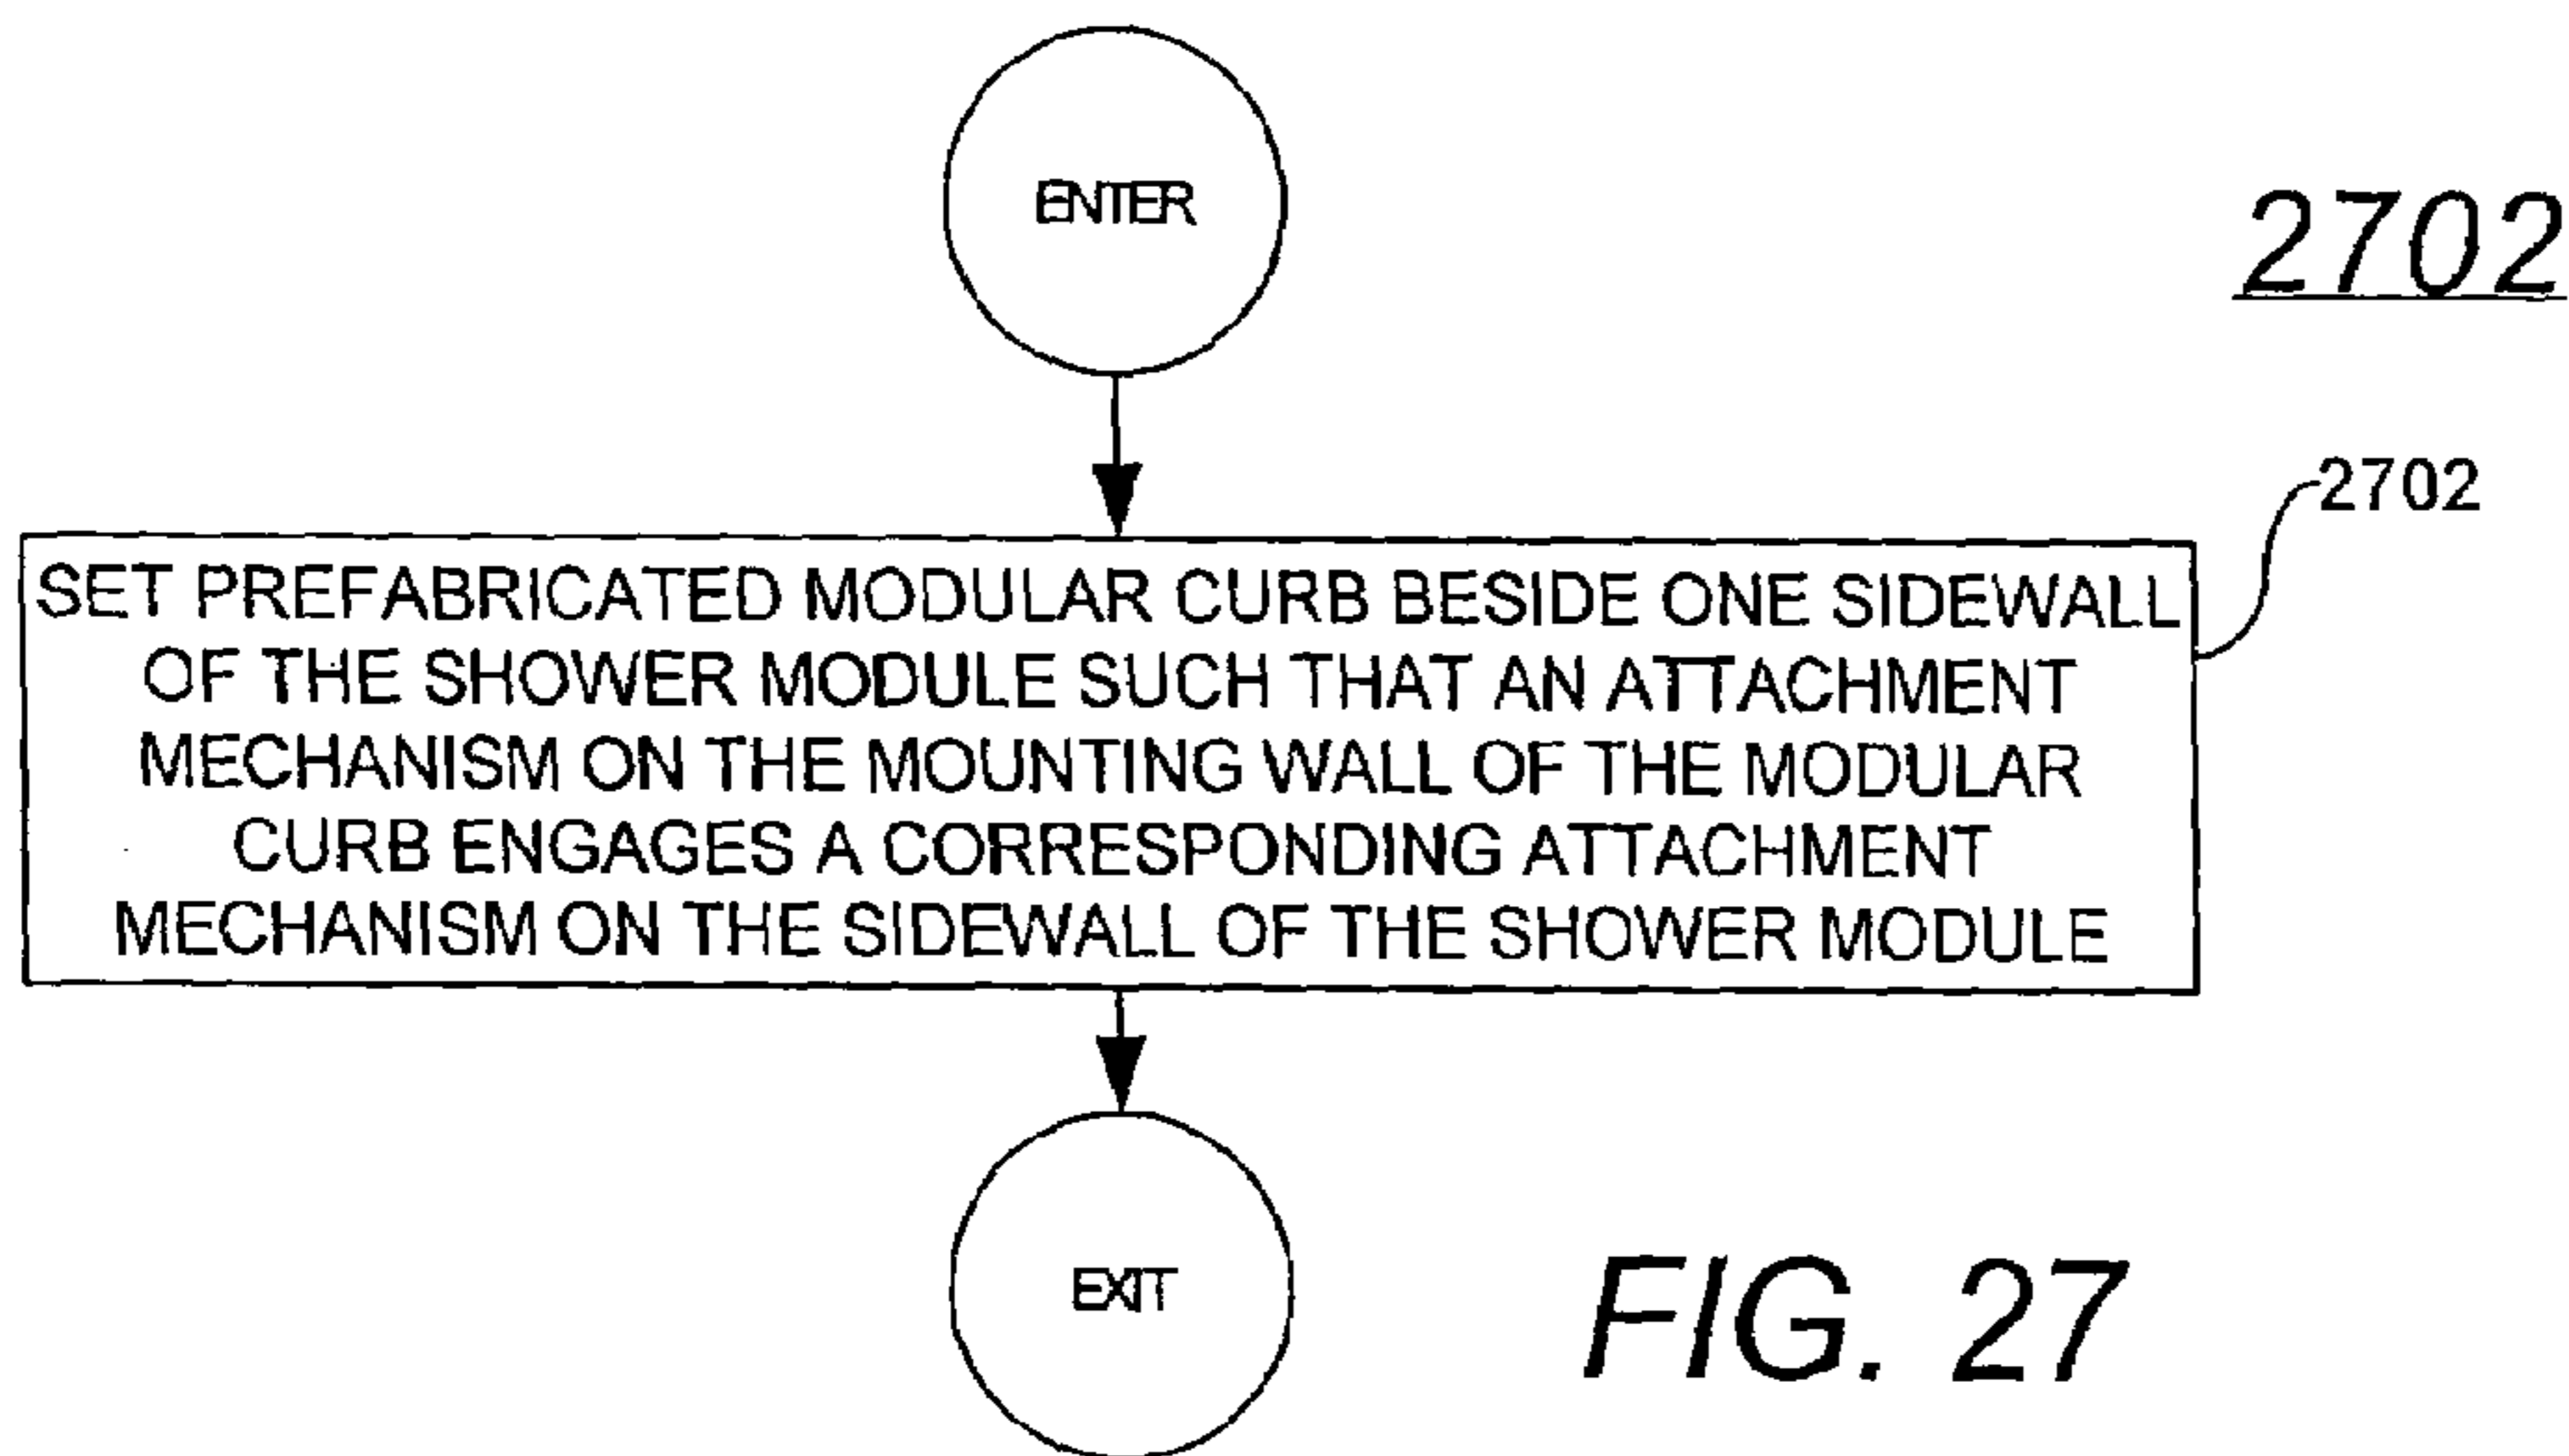 ENTER
2702
2702
SET PREFABRICATED MODULAR CURB BESIDE ONE SIDEWALL
OF THE SHOWER MODULE SUCH THAT AN ATTACHMENT
MECHANISM ON THE MOUNTING WALL OF THE MODULAR
CURB ENGAGES A CORRESPONDING ATTACHMENT
MECHANISM ON THE SIDEWALL OF THE SHOWER MODULE
EXIT
FIG. 27